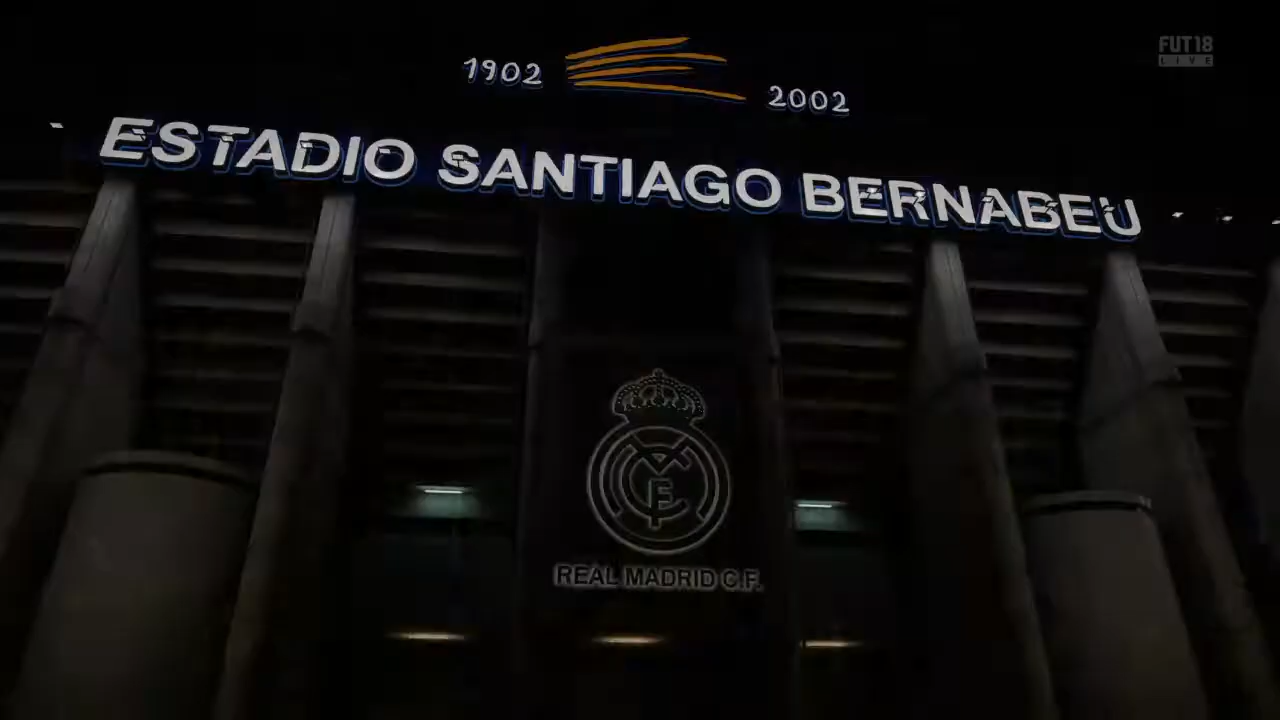 FUT18
LIVE
1902
2002
ESTADIO SANTIAGO BERNABEU
REAL MADRID C.F.